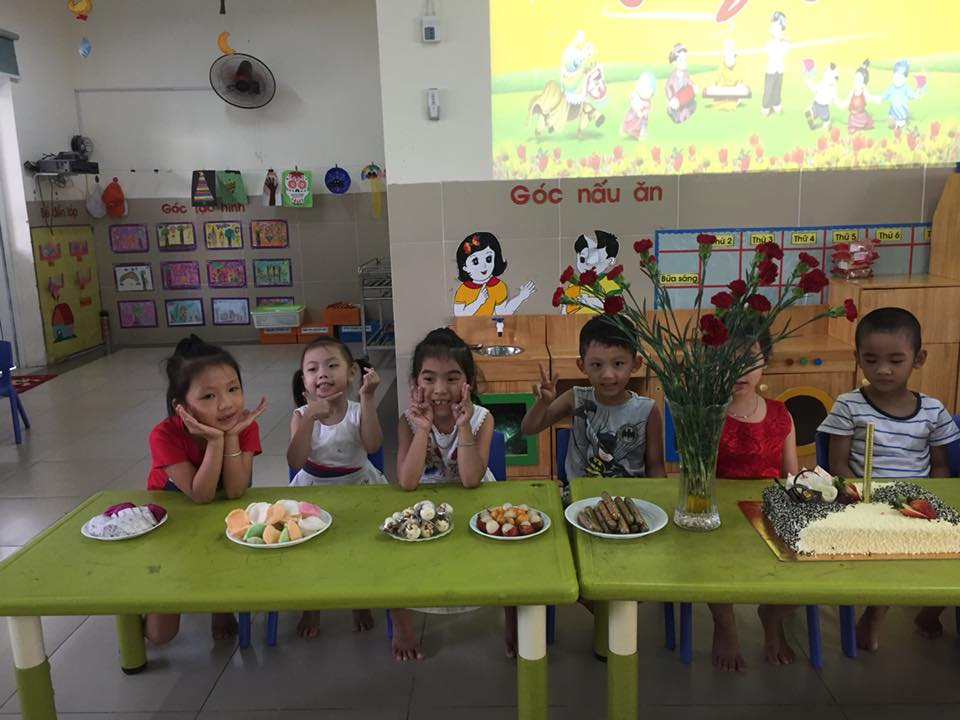 Góc nấu ăn
Góc tạo hình
Thứ 2 Thứ 3 Thứ 4 Thứ 5 Thứ 6
Bữa sáng